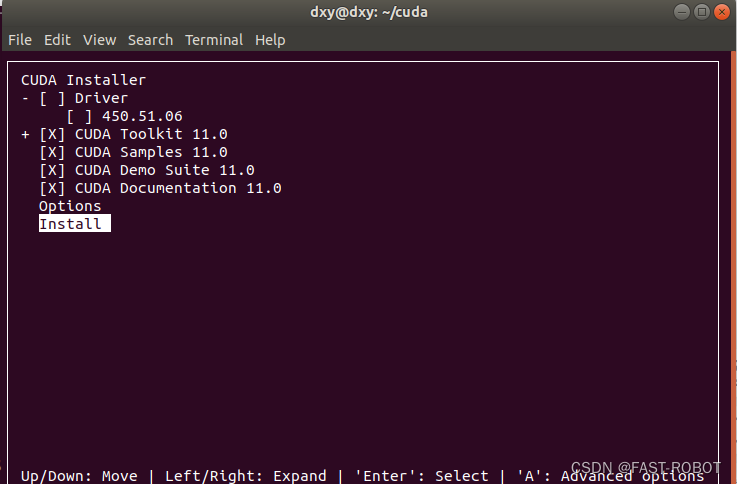 dxy@dxy: ~/cuda
File Edit View Search Terminal Help
CUDA Installer
- [ ] Driver
[ ] 450.51.06
+ [X] CUDA Toolkit 11.0
[X] CUDA Samples 11.0
[X] CUDA Demo Suite 11.0
[X] CUDA Documentation 11.0
Options
Install
Up/Down: Move | Left/Right: Expand | 'Enter': Select | 'A': Advanced options
CSDN @FAST-ROBOT